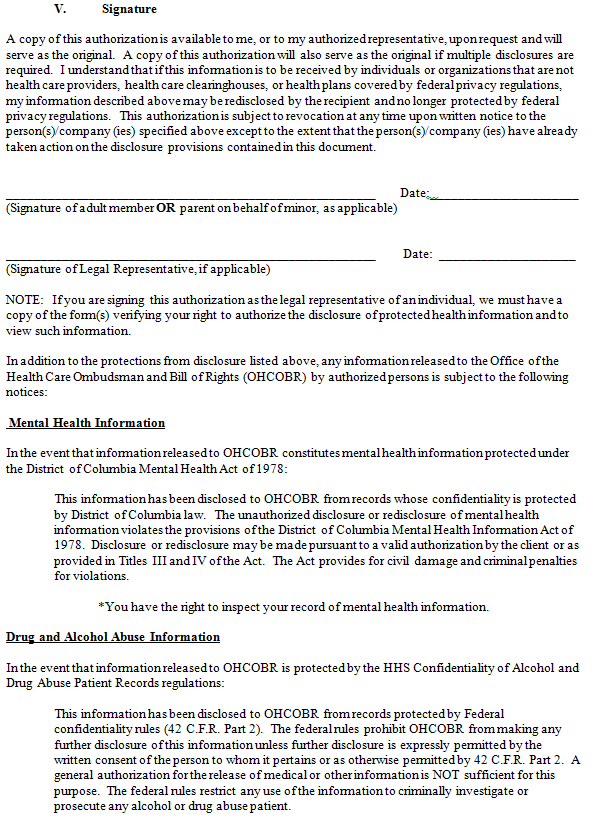 V. Signature
A copy of this authorization is available to me, or to my authorized representative, upon request and will
serve as the original. A copy of this authorization will also serve as the original if multiple disclosures are
required. I understand that if this information is to be received by individuals or organizations that are not
health care providers, health care clearinghouses, or health plans covered by federal privacy regulations,
my information described above may be redisclosed by the recipient and no longer protected by federal
privacy regulations. This authorization is subject to revocation at any time upon written notice to the
person(s)/company (ies) specified above except to the extent that the person(s)/company (ies) have already
taken action on the disclosure provisions contained in this document.
Date:
(Signature of adult member OR parent on behalf of minor, as applicable)
Date:
(Signature of Legal Representative, if applicable)
NOTE: If you are signing this authorization as the legal representative of an individual, we must have a
copy of the form(s) verifying your right to authorize the disclosure of protected health information and to
view such information.
In addition to the protections from disclosure listed above, any information released to the Office of the
Health Care Ombudsman and Bill of Rights (OHCOBR) by authorized persons is subject to the following
notices:
Mental Health Information
In the event that information released to OHCOBR constitutes mental health information protected under
the District of Columbia Mental Health Act of 1978:
This information has been disclosed to OHCOBR from records whose confidentiality is protected
by District of Columbia law. The unauthorized disclosure or redisclosure of mental health
information violates the provisions of the District of Columbia Mental Health Information Act of
1978. Disclosure or redisclosure may be made pursuant to a valid authorization by the client or as
provided in Titles III and IV of the Act. The Act provides for civil damage and criminal penalties
for violations.
*You have the right to inspect your record of mental health information.
Drug and Alcohol Abuse Information
In the event that information released to OHCOBR is protected by the HHS Confidentiality of Alcohol and
Drug Abuse Patient Records regulations:
This information has been disclosed to OHCOBR from records protected by Federal
confidentiality rules (42 C.F.R. Part 2). The federal rules prohibit OHCOBR from making any
further disclosure of this information unless further disclosure is expressly permitted by the
written consent of the person to whom it pertains or as otherwise permitted by 42 C.F.R. Part 2. A
general authorization for the release of medical or other information is NOT sufficient for this
purpose. The federal rules restrict any use of the information to criminally investigate or
prosecute any alcohol or drug abuse patient.